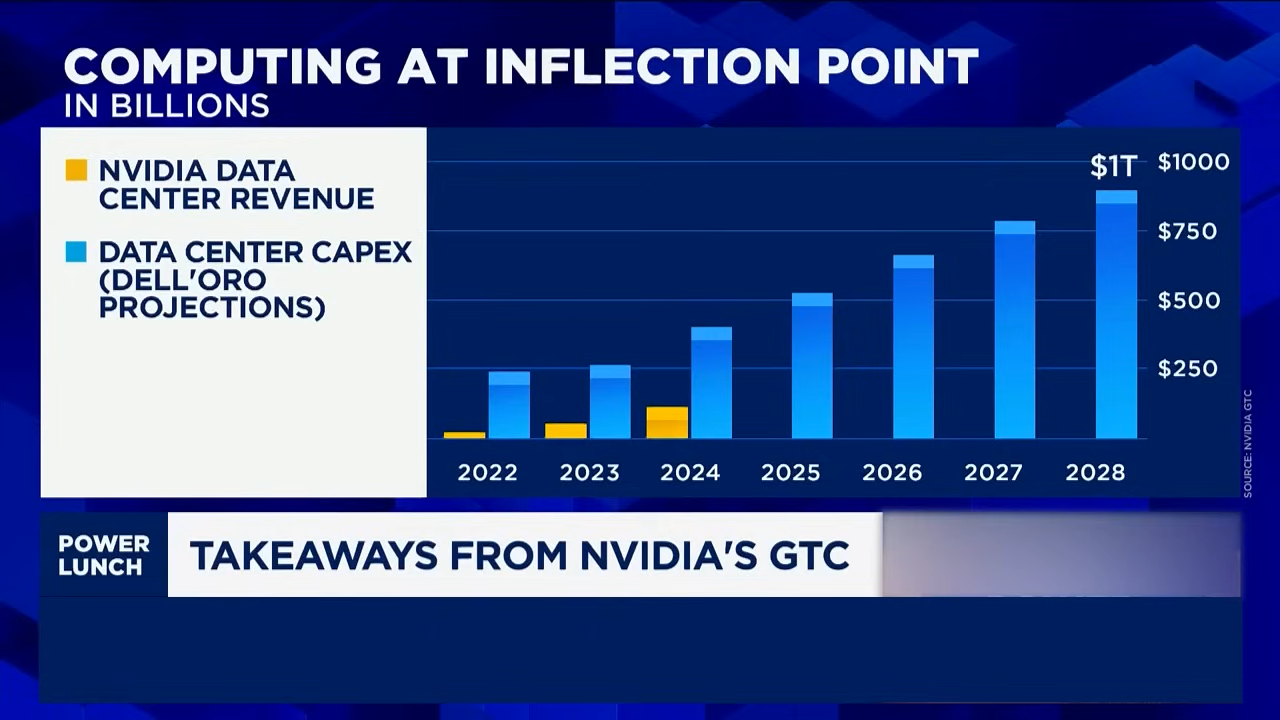 COMPUTING AT INFLECTION POINT
IN BILLIONS
NVIDIA DATA
CENTER REVENUE
DATA CENTER CAPEX
(DELL'ORO
PROJECTIONS)
$1T
$1000
$750
$500
$250
2022 2023 2024 2025 2026 2027 2028
SOURCE: NVIDIA GTC
POWER
LUNCH
TAKEAWAYS FROM NVIDIA'S GTC